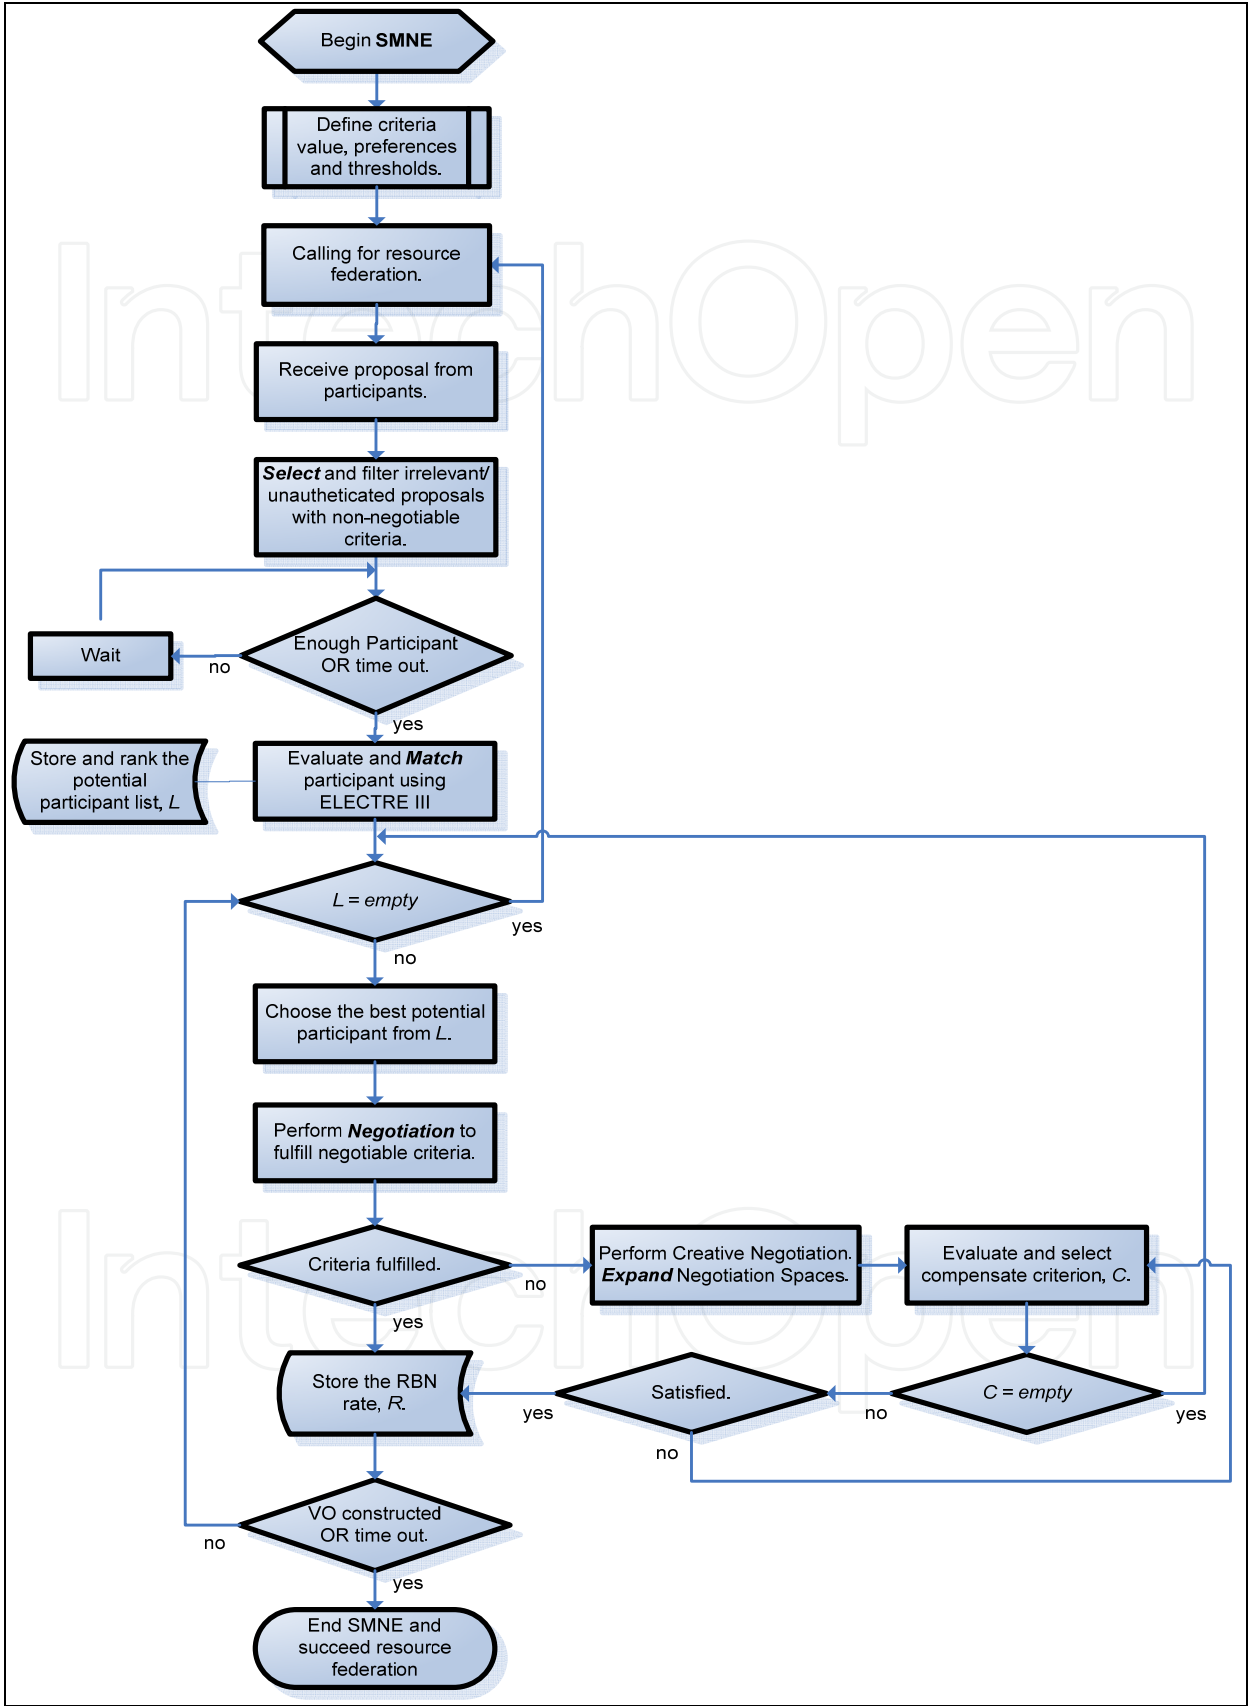 Begin SMNE
Define criteria
value, preferences
and thresholds.
Calling for resource
federation.
Receive proposal from
participants.
Select and filter irrelevant/
unautheticated proposals
with non-negotiable
criteria.
Wait
no
Enough Participant
OR time out.
yes
Store and rank the
potential
participant list, L
Evaluate and Match
participant using
ELECTRE III
L = empty
yes
no
Choose the best potential
participant from L.
Perform Negotiation to
fulfill negotiable criteria.
Criteria fulfilled.
no
yes
Perform Creative Negotiation.
Expand Negotiation Spaces.
Evaluate and select
compensate criterion, C.
C = empty
yes
no
Satisfied.
yes
no
Store the RBN
rate, R.
VO constructed
OR time out.
no
yes
End SMNE and
succeed resource
federation
IntechOpen
IntechOpen